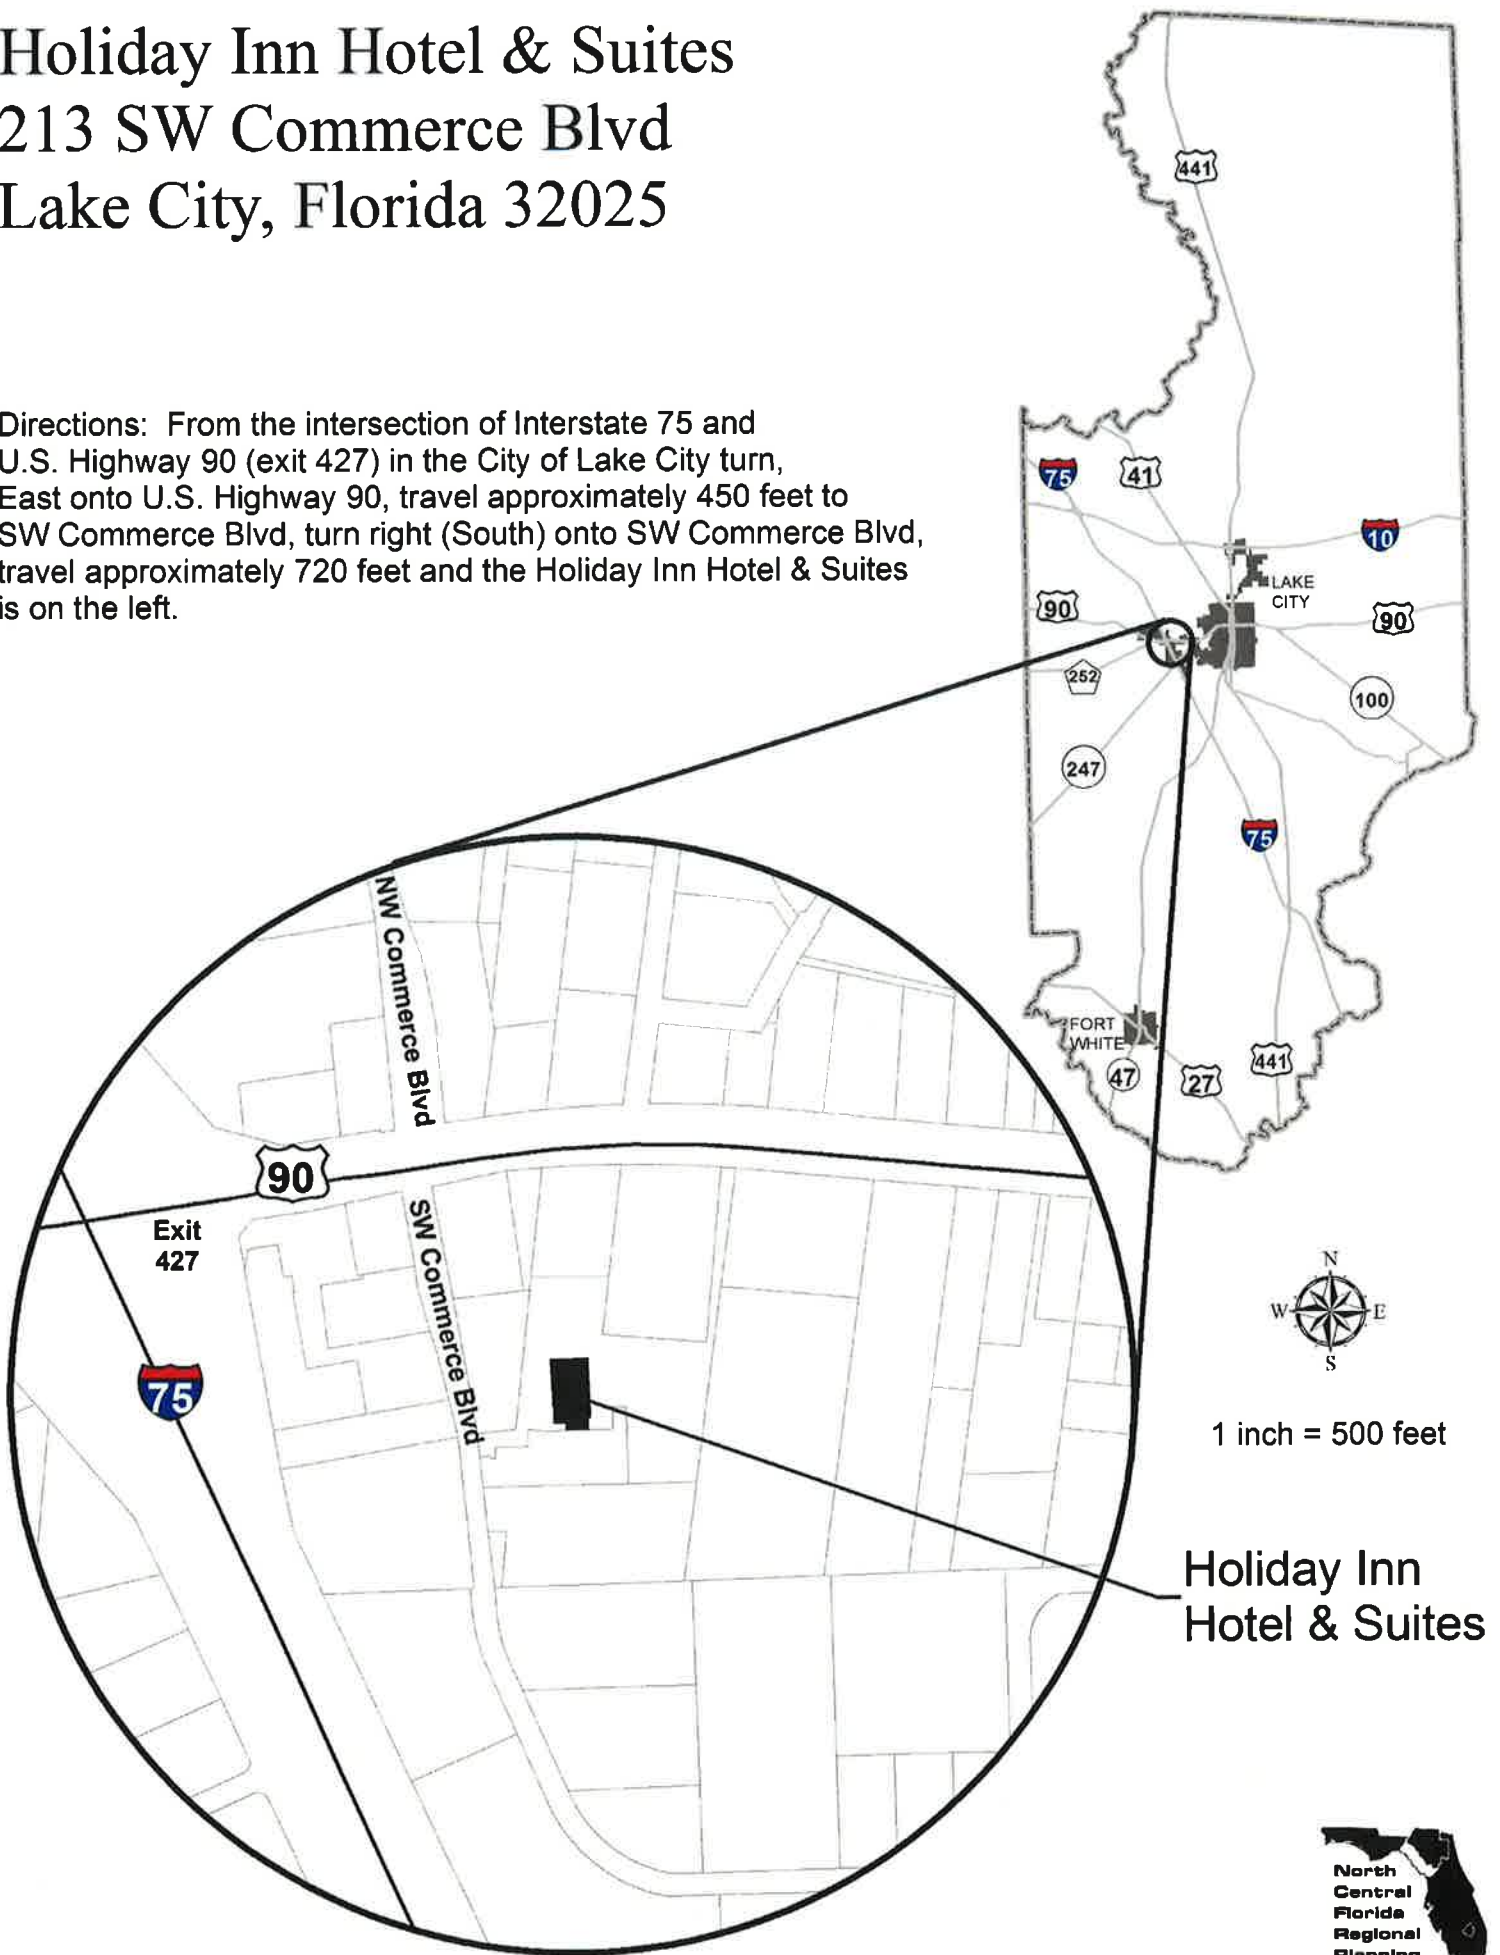 Holiday Inn Hotel & Suites
213 SW Commerce Blvd
Lake City, Florida 32025
Directions: From the intersection of Interstate 75 and
U.S. Highway 90 (exit 427) in the City of Lake City turn,
East onto U.S. Highway 90, travel approximately 450 feet to
SW Commerce Blvd, turn right (South) onto SW Commerce Blvd,
travel approximately 720 feet and the Holiday Inn Hotel & Suites
is on the left.
441
75
41
10
LAKE
CITY
90
90
252
100
247
75
FORT
WHITE
47
27
441
NW Commerce Blvd
90
Exit
427
SW Commerce Blvd
75
N
W
E
S
1 inch = 500 feet
Holiday Inn
Hotel & Suites
North
Central
Florida
Regional
Planning